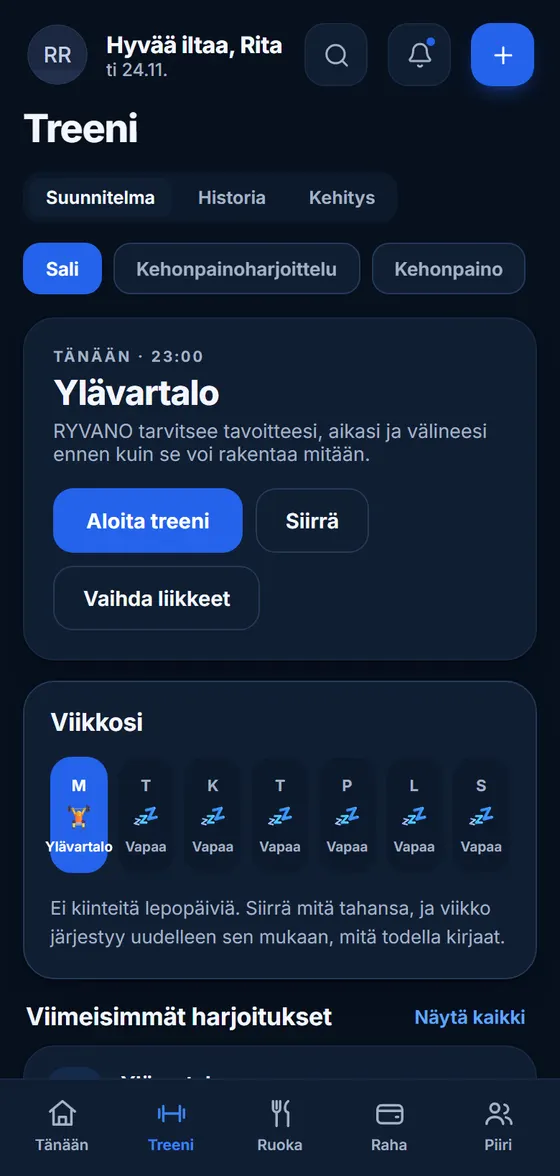 RR
Hyvää iltaa, Rita
ti 24.11.
Treeni
Suunnitelma
Historia
Kehitys
Sali
Kehonpainoharjoittelu
Kehonpaino
TÄNÄÄN · 23:00
Ylävartalo
RYVANO tarvitsee tavoitteesi, aikasi ja välineesi
ennen kuin se voi rakentaa mitään.
Aloita treeni
Siirrä
Vaihda liikkeet
Viikkosi
M
Ylävartalo
T
Vapaa
K
Vapaa
T
Vapaa
P
Vapaa
L
Vapaa
S
Vapaa
Ei kiinteitä lepopäiviä. Siirrä mitä tahansa, ja viikko
järjestyy uudelleen sen mukaan, mitä todella kirjaat.
Viimeisimmät harjoitukset
Näytä kaikki
Tänään
Treeni
Ruoka
Raha
Piiri